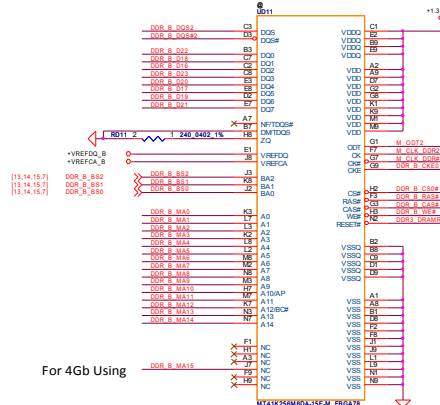 @
UD11
DDR_B_DQS2 C3 DQS VDDQ C1
DDR_B_DQS#2 D3 DQS# VDDQ E2
VDDQ B9
VDDQ E9
+1.3
DDR_B_D22 B3 DQ0
DDR_B_D18 C7 DQ1
DDR_B_D16 C2 DQ2 VDD A2
DDR_B_D23 C8 DQ3 VDD A9
DDR_B_D20 E3 DQ4 VDD D7
DDR_B_D17 E8 DQ5 VDD G2
DDR_B_D19 D2 DQ6 VDD G8
DDR_B_D21 E7 DQ7 VDD K1
VDD K9
A7 NF/TDQS# VDD M1
B7 DM/TDQS VDD M9
RD11 2 1 240_0402_1% H8 ZQ
ODT G1 M_ODT2
+VREFDQ_B E1 VREFDQ CK F7 M_CLK_DDR2
+VREFCA_B J8 VREFCA CK# G7 M_CLK_DDR#
CKE G9 DDR_B_CKE0
[13,14,15,7] DDR_B_BS2 DDR_B_BS2 J3 BA2
[13,14,15,7] DDR_B_BS1 DDR_B_BS1 K8 BA1
[13,14,15,7] DDR_B_BS0 DDR_B_BS0 J2 BA0
CS# H2 DDR_B_CS0#
RAS# F3 DDR_B_RAS#
CAS# G3 DDR_B_CAS#
WE# H3 DDR_B_WE#
RESET# N2 DDR3_DRAMR
DDR_B_MA0 K3 A0
DDR_B_MA1 L7 A1
DDR_B_MA2 L3 A2
DDR_B_MA3 K2 A3
DDR_B_MA4 L8 A4
DDR_B_MA5 L2 A5
DDR_B_MA6 M8 A6
DDR_B_MA7 M2 A7
DDR_B_MA8 N8 A8
DDR_B_MA9 M3 A9
DDR_B_MA10 H7 A10/AP
DDR_B_MA11 M7 A11
DDR_B_MA12 K7 A12/BC#
DDR_B_MA13 N3 A13
DDR_B_MA14 N7 A14
VSSQ B2
VSSQ B8
VSSQ C9
VSSQ D1
VSSQ D9
VSS A1
VSS A8
VSS B1
VSS D8
VSS F2
VSS F8
VSS J1
VSS J9
VSS L1
VSS L9
VSS N1
VSS N9
F1 NC
H1 NC
A3 NC
For 4Gb Using
DDR_B_MA15 J7 NC
F9 NC
H9 NC
MT41K256M8DA-15E-M_FBGA78